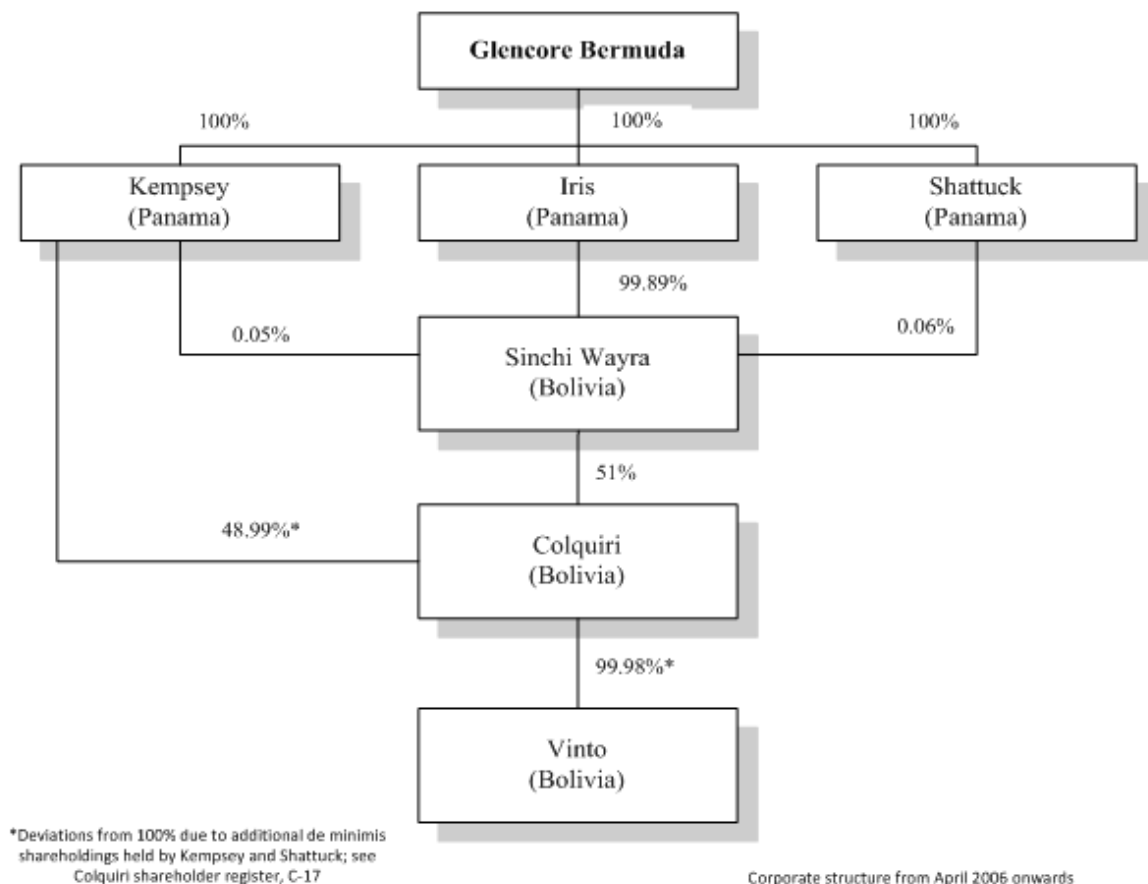 Glencore Bermuda
100%
100%
100%
Kempsey
(Panama)
Iris
(Panama)
Shattuck
(Panama)
99.89%
0.05%
0.06%
Sinchi Wayra
(Bolivia)
51%
48.99%*
Colquiri
(Bolivia)
99.98%*
Vinto
(Bolivia)
*Deviations from 100% due to additional de minimis
shareholdings held by Kempsey and Shattuck; see
Colquiri shareholder register, C-17
Corporate structure from April 2006 onwards